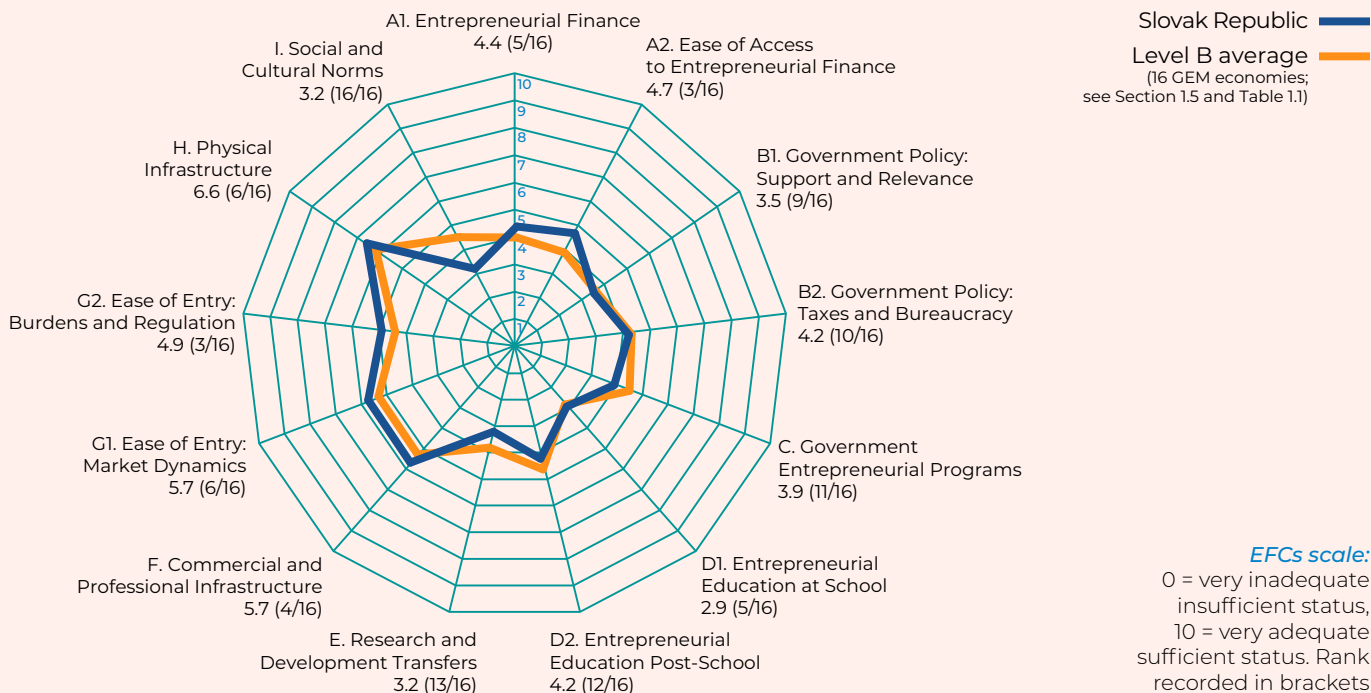 A1. Entrepreneurial Finance
4.4 (5/16)
A2. Ease of Access
to Entrepreneurial Finance
4.7 (3/16)
B1. Government Policy:
Support and Relevance
3.5 (9/16)
B2. Government Policy:
Taxes and Bureaucracy
4.2 (10/16)
C. Government
Entrepreneurial Programs
3.9 (11/16)
D1. Entrepreneurial
Education at School
2.9 (5/16)
D2. Entrepreneurial
Education Post-School
4.2 (12/16)
E. Research and
Development Transfers
3.2 (13/16)
F. Commercial and
Professional Infrastructure
5.7 (4/16)
G1. Ease of Entry:
Market Dynamics
5.7 (6/16)
G2. Ease of Entry:
Burdens and Regulation
4.9 (3/16)
H. Physical
Infrastructure
6.6 (6/16)
I. Social and
Cultural Norms
3.2 (16/16)
10
9
8
7
6
5
4
3
2
1
Slovak Republic
Level B average
(16 GEM economies;
see Section 1.5 and Table 1.1)
EFCs scale:
0 = very inadequate
insufficient status,
10 = very adequate
sufficient status. Rank
recorded in brackets